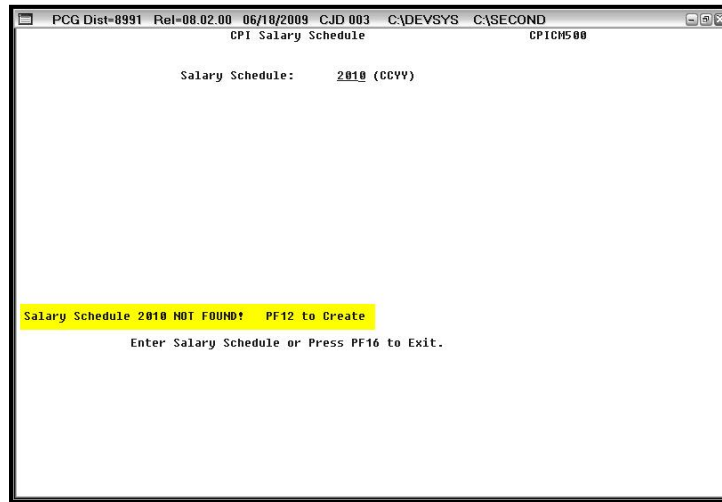 PCG Dist=8991 Rel=08.02.00 06/18/2009 CJD 003 C:\DEVSYS C:\SECOND
CPI Salary Schedule CPICM500
Salary Schedule: 2010 (CCYY)
Salary Schedule 2010 NOT FOUND! PF12 to Create
Enter Salary Schedule or Press PF16 to Exit.